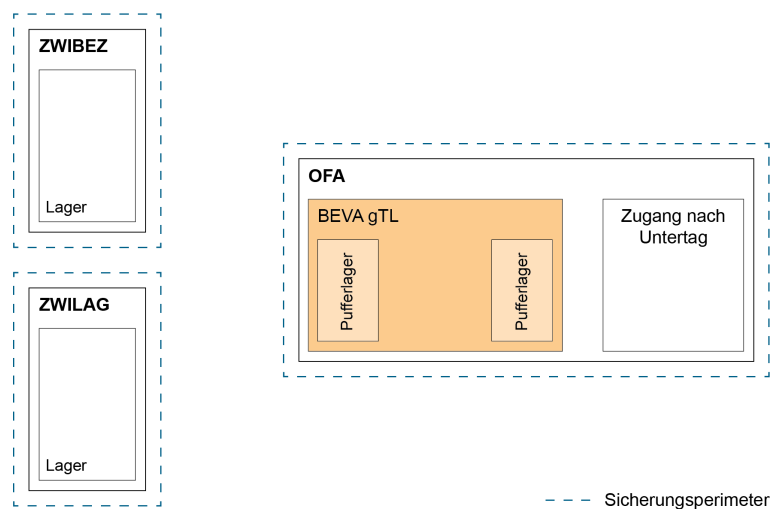 ZWIBEZ
Lager
ZWILAG
Lager
OFA
BEVA gTL
Pufferlager
Pufferlager
Zugang nach
Untertag
Sicherungsperimeter